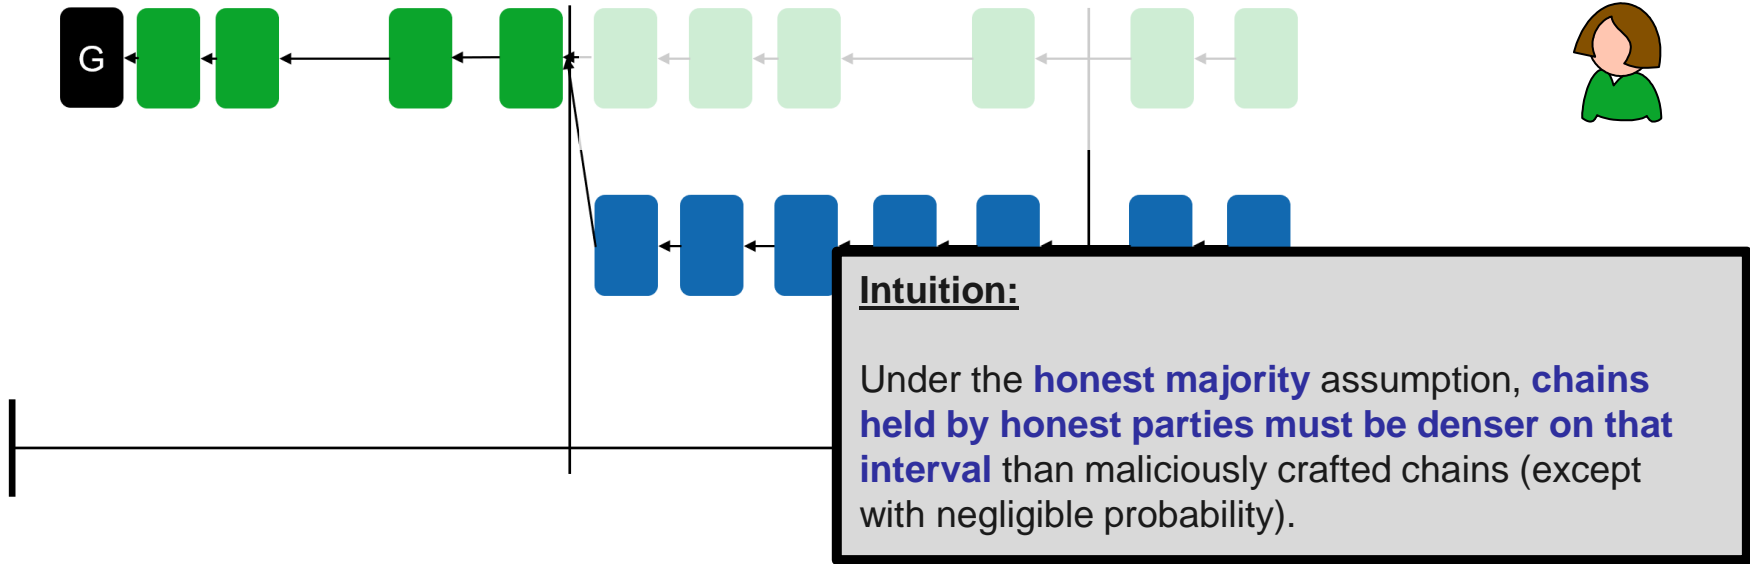 G
Intuition:
Under the honest majority assumption, chains
held by honest parties must be denser on that
interval than maliciously crafted chains (except
with negligible probability).